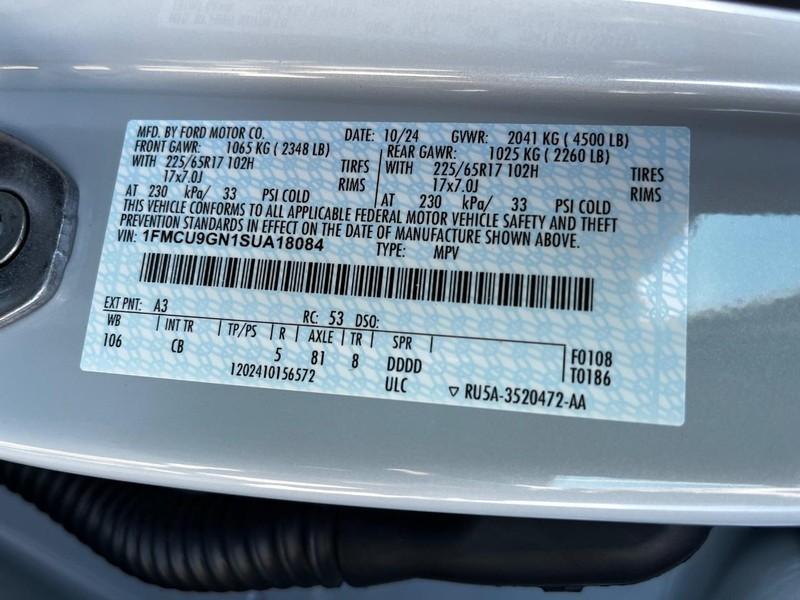 MFD. BY FORD MOTOR CO. DATE: 10/24 GVWR: 2041 KG ( 4500 LB)
FRONT GAWR: 1065 KG ( 2348 LB) REAR GAWR: 1025 KG ( 2260 LB)
WITH 225/65R17 102H TIRES WITH 225/65R17 102H TIRES
17x7.0J RIMS 17x7.0J RIMS
AT 230 kPa/ 33 PSI COLD AT 230 kPa/ 33 PSI COLD
THIS VEHICLE CONFORMS TO ALL APPLICABLE FEDERAL MOTOR VEHICLE SAFETY AND THEFT
PREVENTION STANDARDS IN EFFECT ON THE DATE OF MANUFACTURE SHOWN ABOVE.
VIN: 1FMCU9GN1SUA18084 TYPE: MPV
EXT PNT: A3 RC: 53 DSO:
WB INT TR TP/PS R AXLE TR SPR
106 CB 5 81 8 DDDD F0108
120241015657​2 ULC T0186
▽ RU5A-3520472-AA